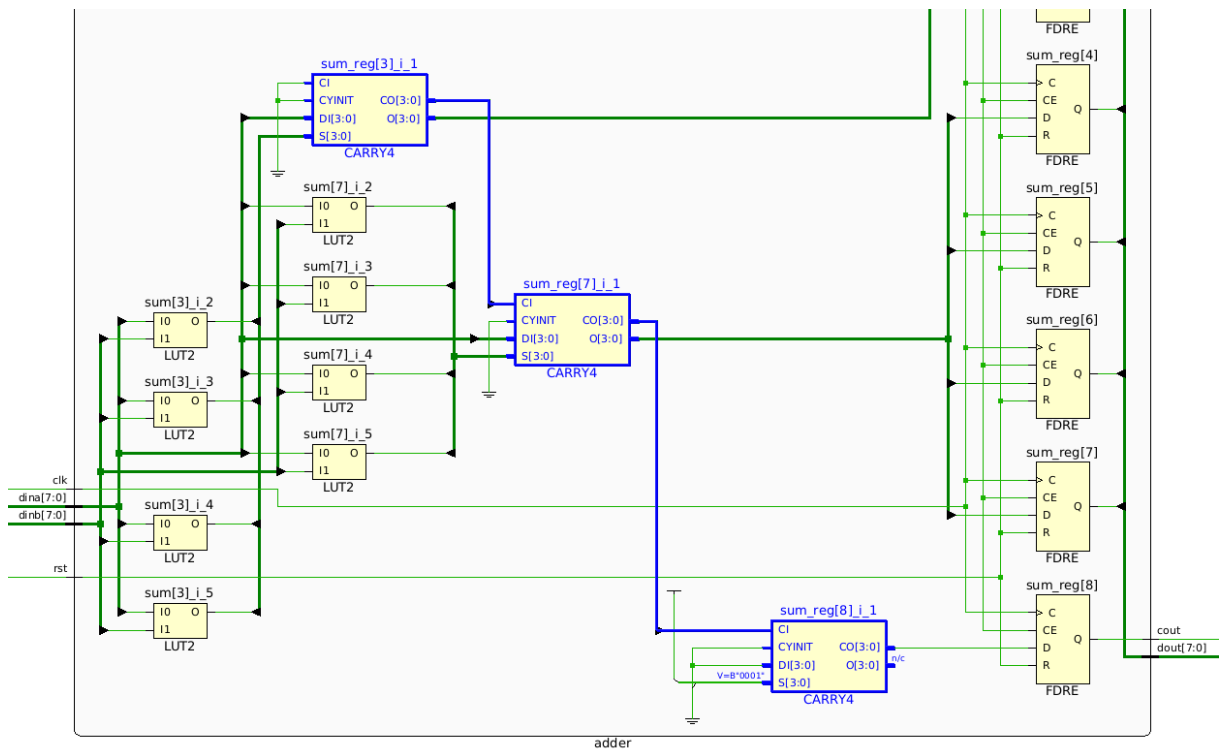 FDRE
sum_reg[4]
C
CE
D
R
Q
FDRE
sum_reg[3]_i_1
CI
CYINIT
DI[3:0]
S[3:0]
CO[3:0]
O[3:0]
CARRY4
sum[7]_i_2
I0 O
I1
LUT2
sum_reg[5]
C
CE
D
R
Q
FDRE
sum[7]_i_3
I0 O
I1
LUT2
sum_reg[7]_i_1
CI
CYINIT
DI[3:0]
S[3:0]
CO[3:0]
O[3:0]
CARRY4
sum[3]_i_2
I0 O
I1
LUT2
sum_reg[6]
C
CE
D
R
Q
FDRE
sum[7]_i_4
I0 O
I1
LUT2
sum[3]_i_3
I0 O
I1
LUT2
sum[7]_i_5
I0 O
I1
LUT2
sum_reg[7]
C
CE
D
R
Q
FDRE
clk
dina[7:0]
dinb[7:0]
sum[3]_i_4
I0 O
I1
LUT2
rst
sum[3]_i_5
I0 O
I1
LUT2
sum_reg[8]_i_1
CI
CYINIT
DI[3:0]
S[3:0]
CO[3:0]
O[3:0]
n/c
V=B"0001"
CARRY4
sum_reg[8]
C
CE
D
R
Q
FDRE
cout
dout[7:0]
adder